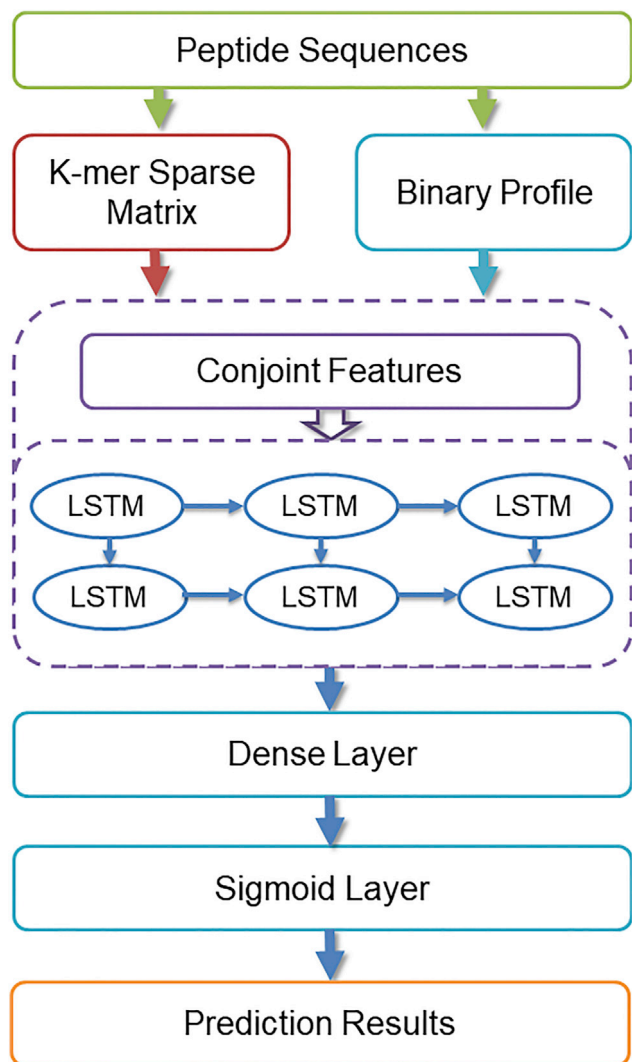 Peptide Sequences
K-mer Sparse
Matrix
Binary Profile
Conjoint Features
LSTM
LSTM
LSTM
LSTM
LSTM
LSTM
Dense Layer
Sigmoid Layer
Prediction Results